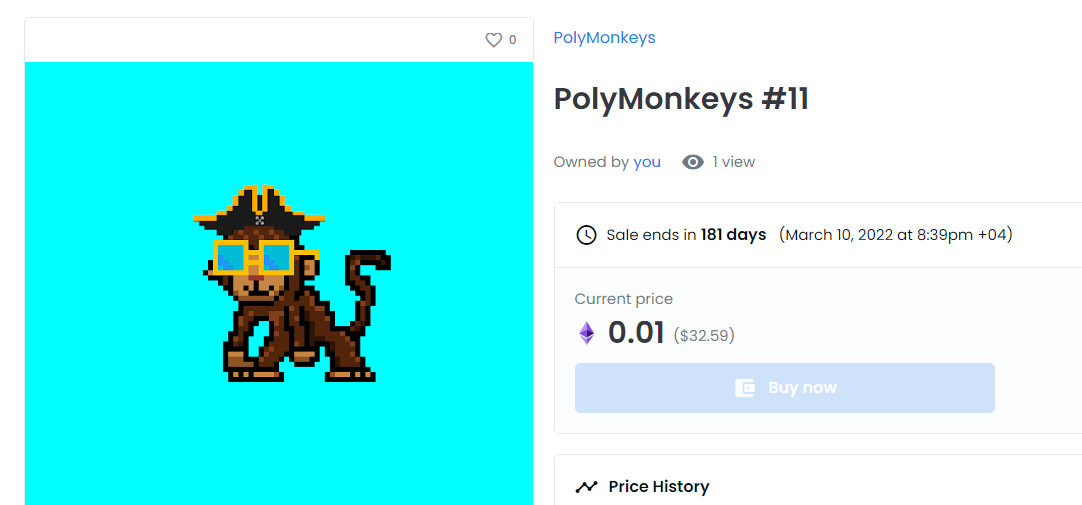 0
PolyMonkeys
PolyMonkeys #11
Owned by you 1 view
Sale ends in 181 days (March 10, 2022 at 8:39pm +04)
Current price
0.01 ($32.59)
Buy now
Price History